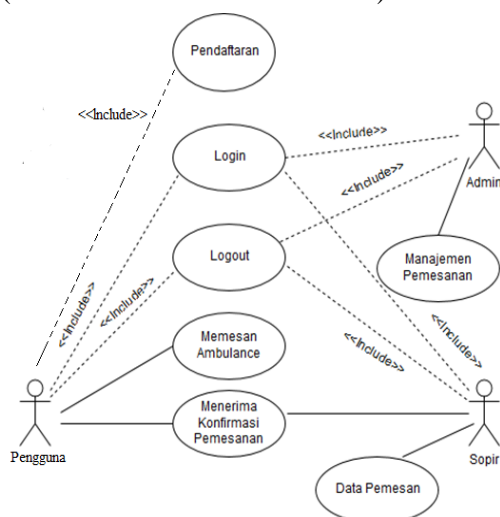 Pendaftaran
<<Include>>
Login
<<Include>>
Admin
<<Include>>
Logout
Manajemen
Pemesanan
<<Include>>
<<Include>>
Memesan
Ambulance
<<Include>>
<<Include>>
Menerima
Konfirmasi
Pemesanan
Pengguna
Sopir
Data Pemesan